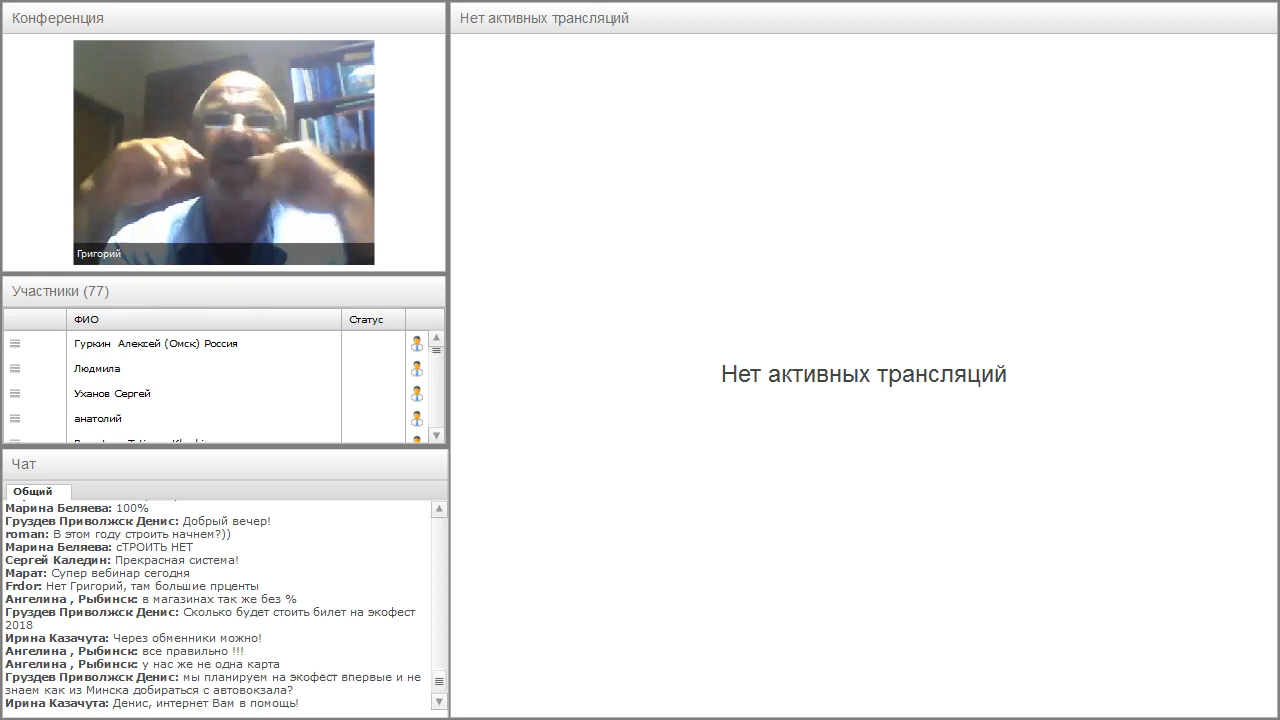 Конференция
Григорий
Участники (77)
ФИО Статус
Гуркин Алексей (Омск) Россия
Людмила
Уханов Сергей
анатолий
Чат
Общий
Марина Беляева: 100%
Груздев Приволжск Денис: Добрый вечер!
roman: В этом году строить начнем?))
Марина Беляева: сТРОИТЬ НЕТ
Сергей Каледин: Прекрасная система!
Марат: Супер вебинар сегодня
Frdor: Нет Григорий, там большие прценты
Ангелина , Рыбинск: в магазинах так же без %
Груздев Приволжск Денис: Сколько будет стоить билет на экофест
2018
Ирина Казачута: Через обменники можно!
Ангелина , Рыбинск: все правильно !!!
Ангелина , Рыбинск: у нас же не одна карта
Груздев Приволжск Денис: мы планируем на экофест впервые и не
знаем как из Минска добираться с автовокзала?
Ирина Казачута: Денис, интернет Вам в помощь!
Нет активных трансляций
Нет активных трансляций